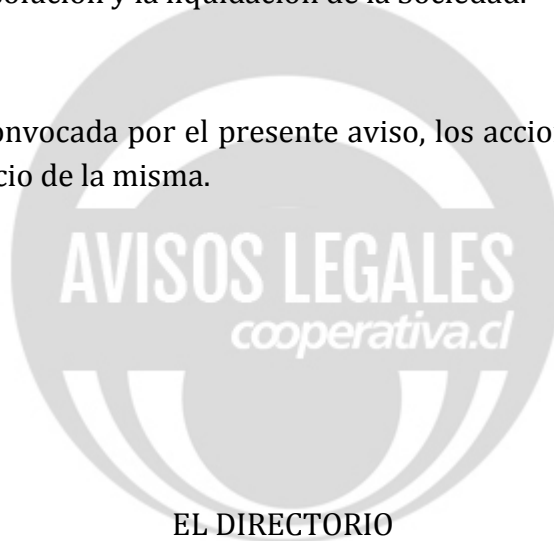 y la liquidación de la sociedad.
onvocada por el presente aviso, los accio
cio de la misma.
AVISOS LEGALES
cooperativa.cl
EL DIRECTORIO